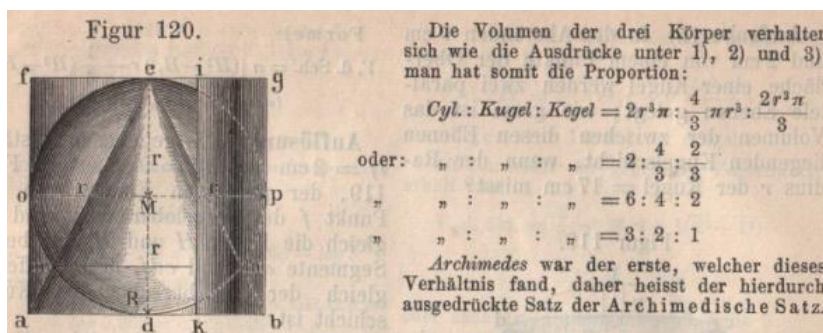 Figur 120.
f e i g
r
o r M r p
r
R
a d k b
Die Volumen der drei Körper verhalten
sich wie die Ausdrücke unter 1), 2) und 3)
man hat somit die Proportion:
Cyl.: Kugel : Kegel = 2r³π : 4/3 πr³ : 2r³π/3
oder: „ : „ : „ = 2 : 4/3 : 2/3
„ „ : „ : „ = 6 : 4 : 2
„ „ : „ : „ = 3 : 2 : 1
Archimedes war der erste, welcher dieses
Verhältnis fand, daher heisst der hierdurch
ausgedrückte Satz der Archimedische Satz.